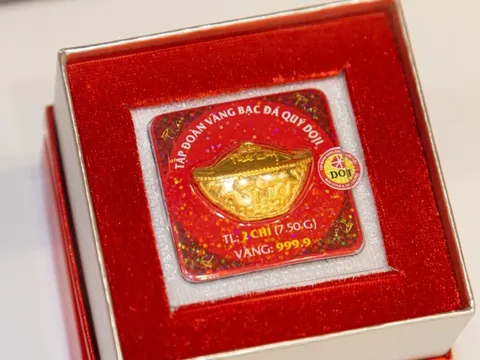 TẬP ĐOÀN VÀNG BẠC ĐÁ QUÝ DOJI
DOJI
TL: 2 CHỈ (7.50 G)
VÀNG: 999.9